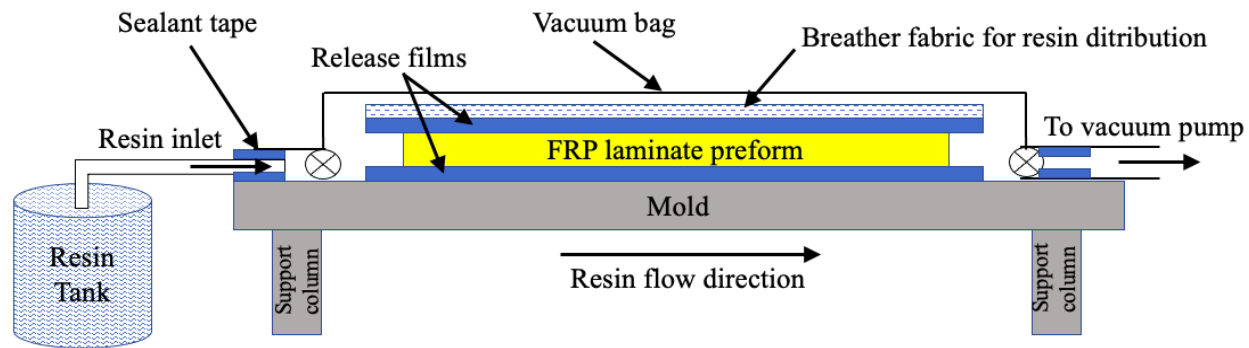 Sealant tape
Vacuum bag
Breather fabric for resin ditribution
Release films
Resin inlet
To vacuum pump
FRP laminate preform
Mold
Resin
Tank
Support
column
Resin flow direction
Support
column